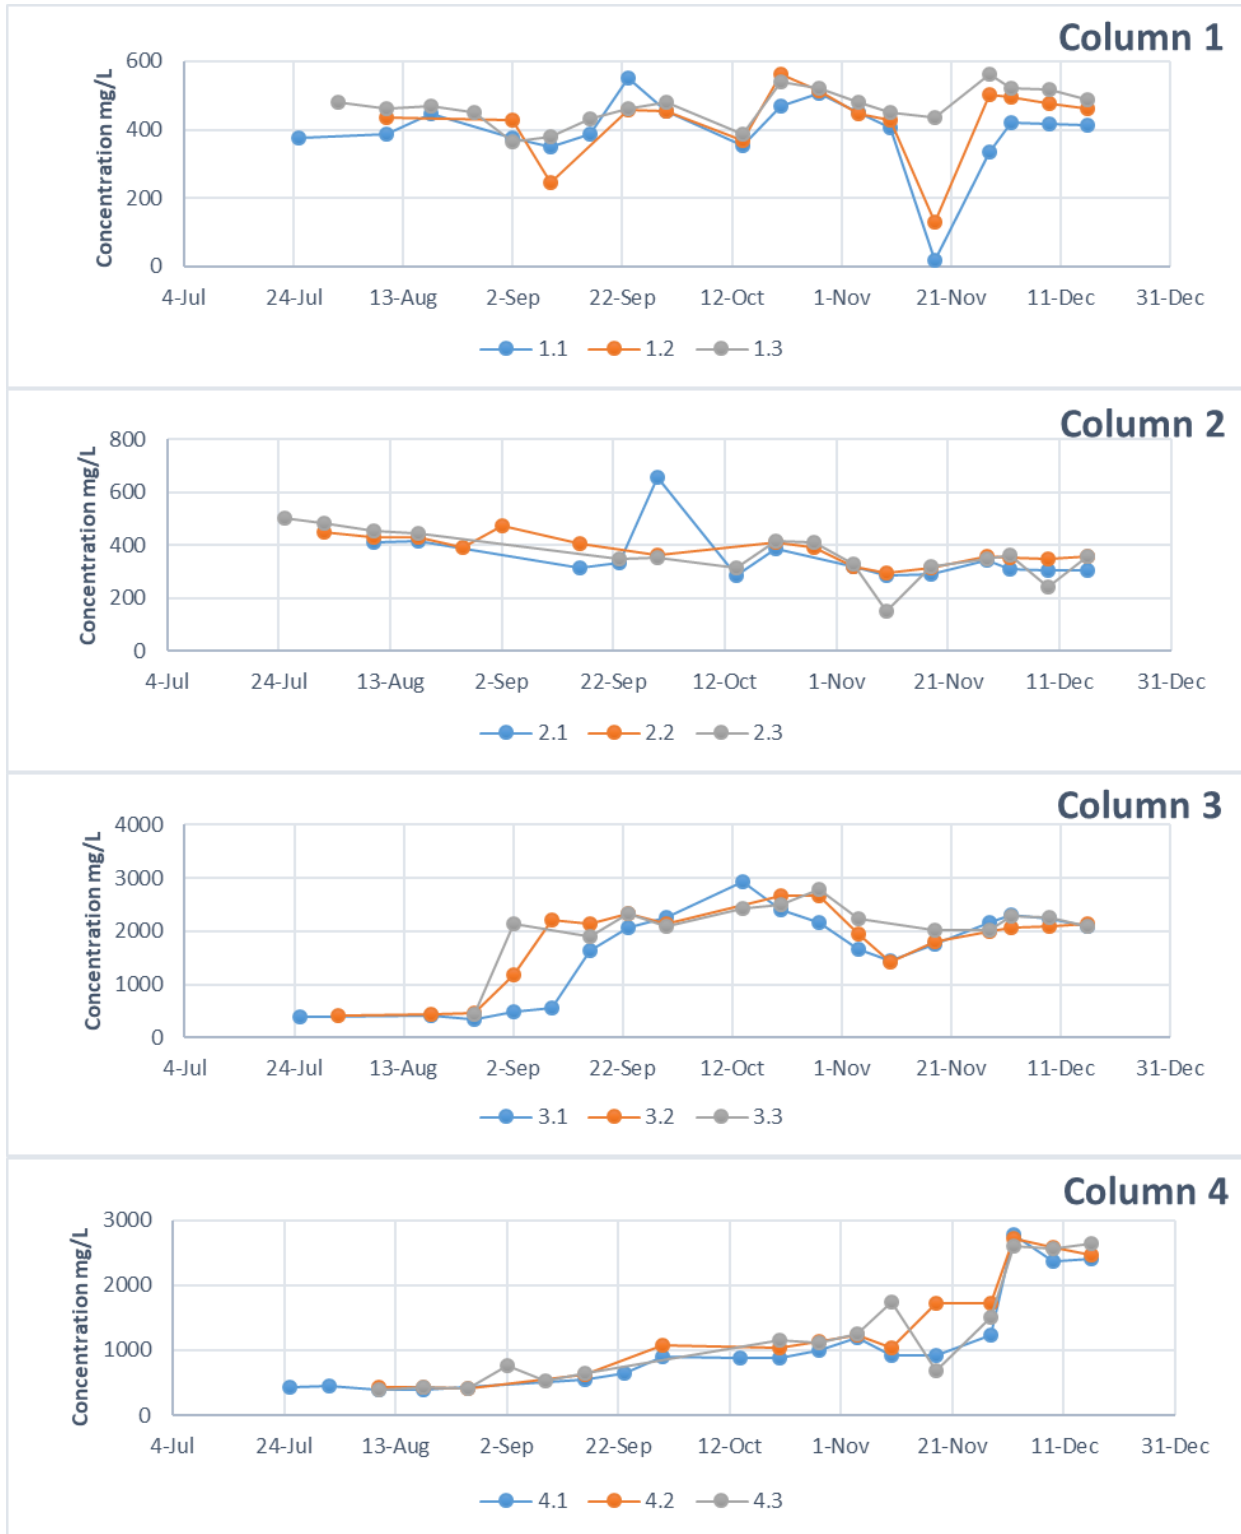 Column 1
Concentration mg/L
600
400
200
0
4-Jul 24-Jul 13-Aug 2-Sep 22-Sep 12-Oct 1-Nov 21-Nov 11-Dec 31-Dec
1.1 1.2 1.3
Column 2
Concentration mg/L
800
600
400
200
0
4-Jul 24-Jul 13-Aug 2-Sep 22-Sep 12-Oct 1-Nov 21-Nov 11-Dec 31-Dec
2.1 2.2 2.3
Column 3
Concentration mg/L
4000
3000
2000
1000
0
4-Jul 24-Jul 13-Aug 2-Sep 22-Sep 12-Oct 1-Nov 21-Nov 11-Dec 31-Dec
3.1 3.2 3.3
Column 4
Concentration mg/L
3000
2000
1000
0
4-Jul 24-Jul 13-Aug 2-Sep 22-Sep 12-Oct 1-Nov 21-Nov 11-Dec 31-Dec
4.1 4.2 4.3